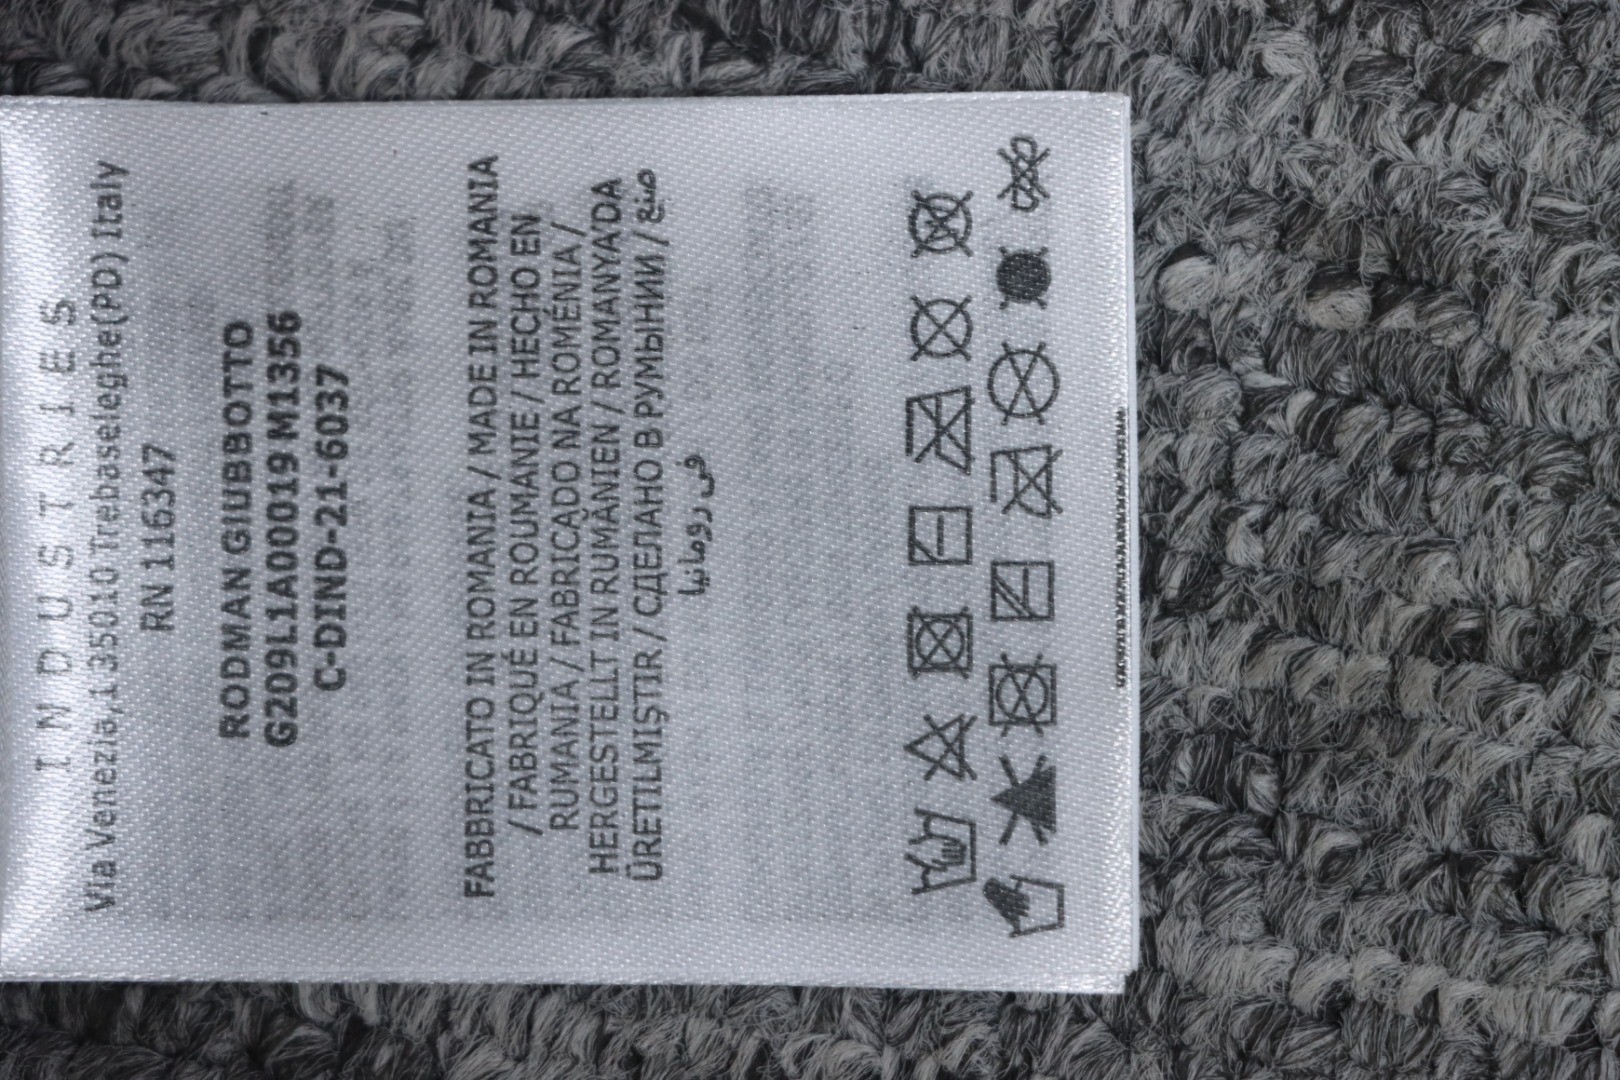 INDUSTRIES
Via Venezia,1 35010 Trebaseleghe(PD) Italy
RN 116347
RODMAN GIUBBOTTO
G209L1A00019 M1356
C-DIND-21-6037
FABBRICATO IN ROMANIA / MADE IN ROMANIA
/ FABRIQUÉ EN ROUMANIE / HECHO EN
RUMANIA / FABRICADO NA ROMÉNIA /
HERGESTELLT IN RUMÄNIEN / ROMANYADA
ÜRETILMIŞTIR / СДЕЛАНО В РУМЫНИИ / صنع
في رومانيا